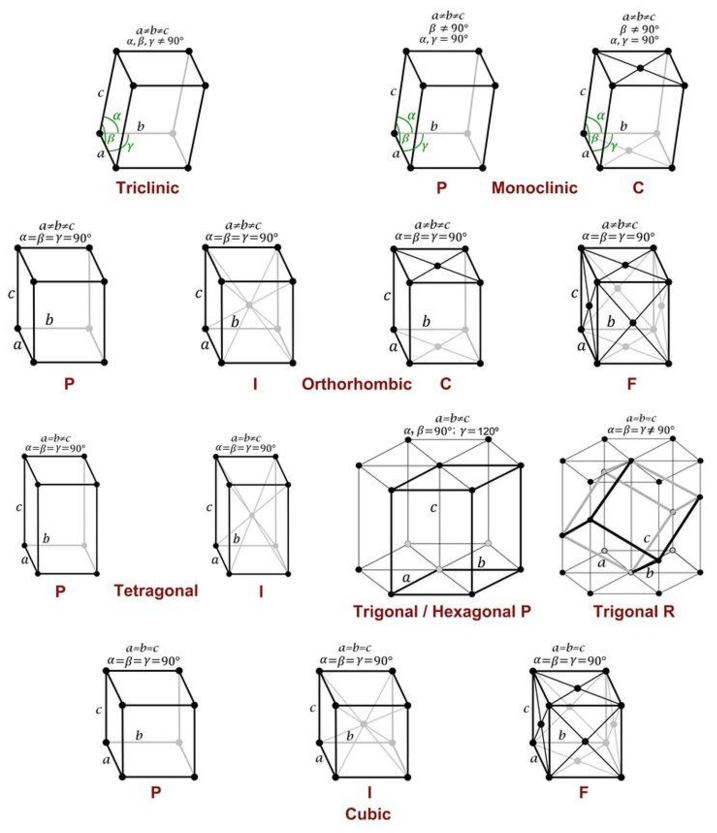 a≠b≠c
α, β, γ ≠ 90°
c
α
b
β
γ
a
Triclinic
a≠b≠c
β ≠ 90°
α, γ = 90°
c
α
b
β
γ
a
P
Monoclinic
a≠b≠c
β ≠ 90°
α, γ = 90°
c
α
b
β
γ
a
C
a≠b≠c
α=β=γ=90°
c
b
a
P
a≠b≠c
α=β=γ=90°
c
b
a
I
Orthorhombic
a≠b≠c
α=β=γ=90°
c
b
a
C
a≠b≠c
α=β=γ=90°
c
b
a
F
a=b≠c
α=β=γ=90°
c
b
a
P
Tetragonal
a=b≠c
α=β=γ=90°
c
b
a
I
a=b≠c
α, β=90°; γ=120°
c
a
b
Trigonal / Hexagonal P
a=b=c
α=β=γ≠90°
c
a
b
Trigonal R
a=b=c
α=β=γ=90°
c
b
a
P
a=b=c
α=β=γ=90°
c
b
a
I
Cubic
a=b=c
α=β=γ=90°
c
b
a
F